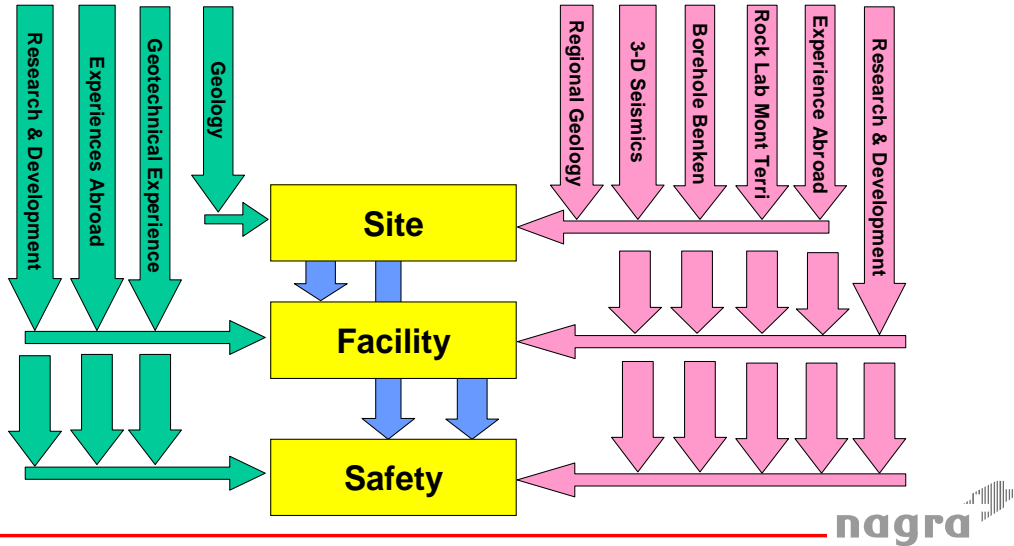 Research & Development
Experiences Abroad
Geotechnical Experience
Geology
Regional Geology
3-D Seismics
Borehole Benken
Rock Lab Mont Terri
Experience Abroad
Research & Development
Site
Facility
Safety
nagra